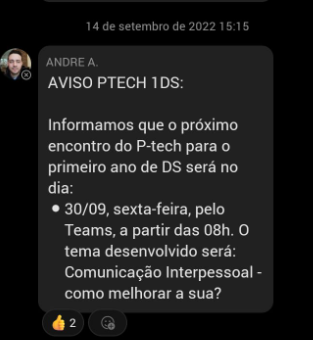 14 de setembro de 2022 15:15
ANDRE A.
AVISO PTECH 1DS:
Informamos que o próximo
encontro do P-tech para o
primeiro ano de DS será no
dia:
• 30/09, sexta-feira, pelo
Teams, a partir das 08h. O
tema desenvolvido será:
Comunicação Interpessoal -
como melhorar a sua?
👍 2